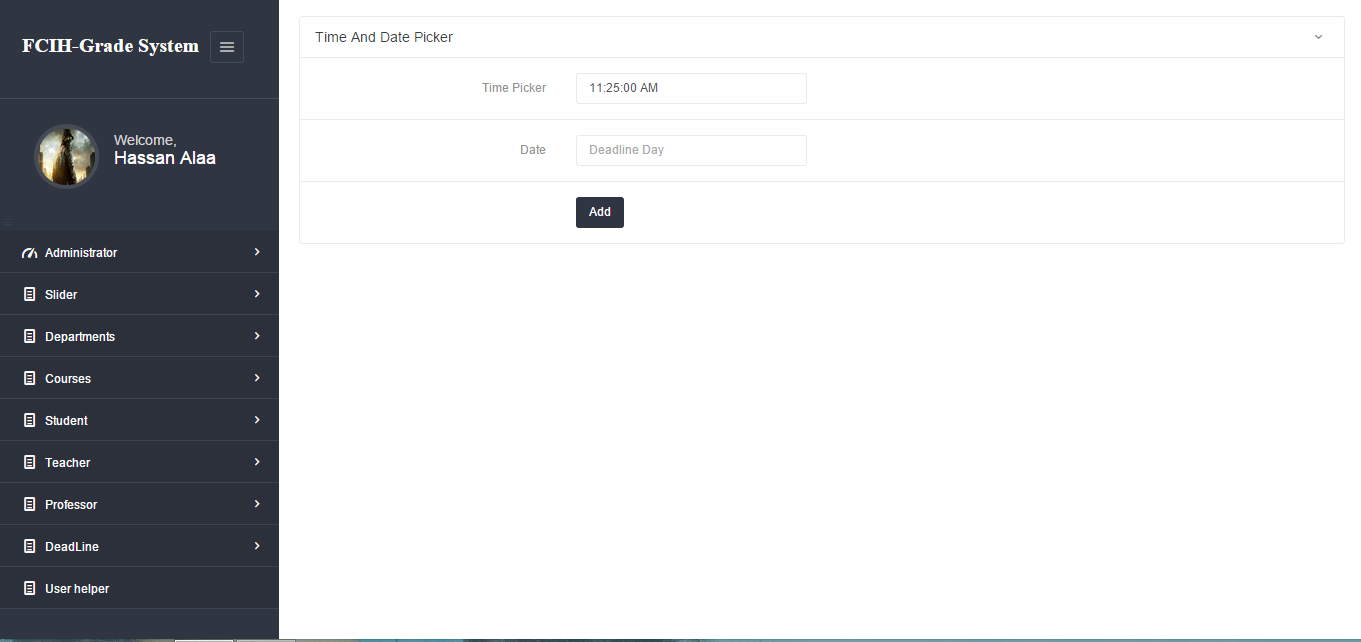 FCIH-Grade System
Welcome,
Hassan Alaa
Administrator
Slider
Departments
Courses
Student
Teacher
Professor
DeadLine
User helper
Time And Date Picker
Time Picker 11:25:00 AM
Date Deadline Day
Add